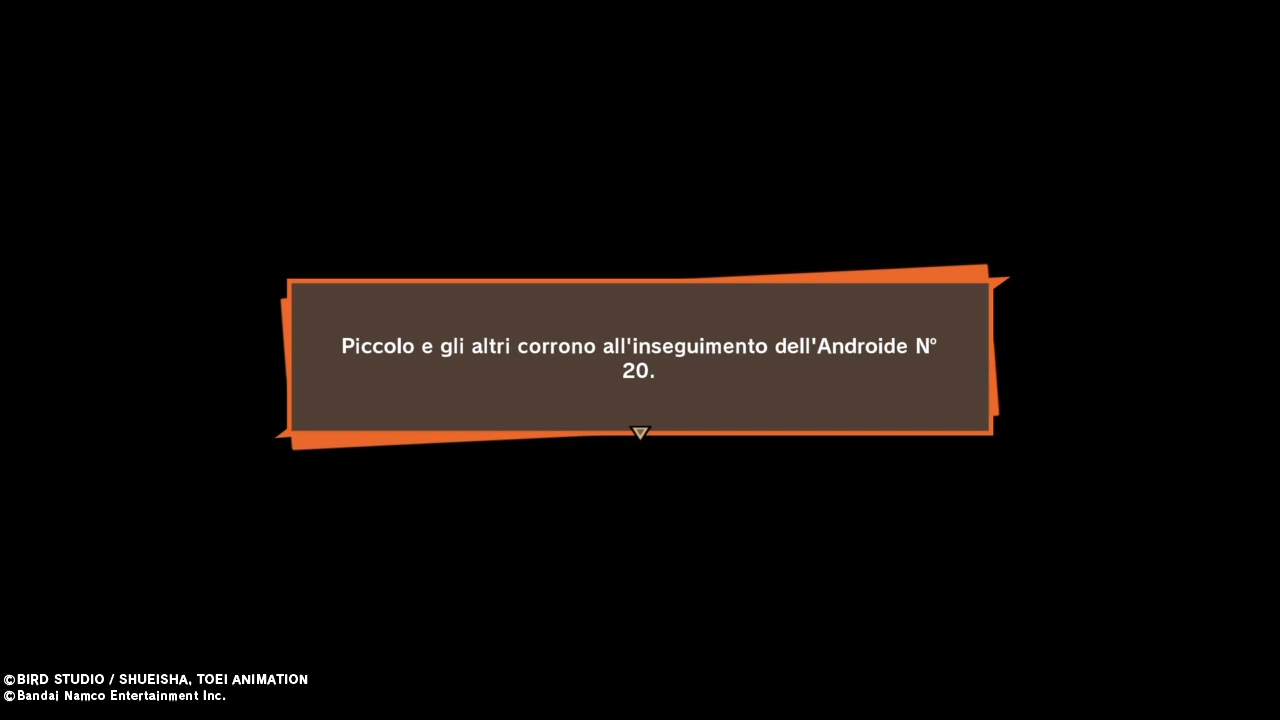 Piccolo e gli altri corrono all'inseguimento dell'Androide N°
20.
©BIRD STUDIO / SHUEISHA, TOEI ANIMATION
©Bandai Namco Entertainment Inc.